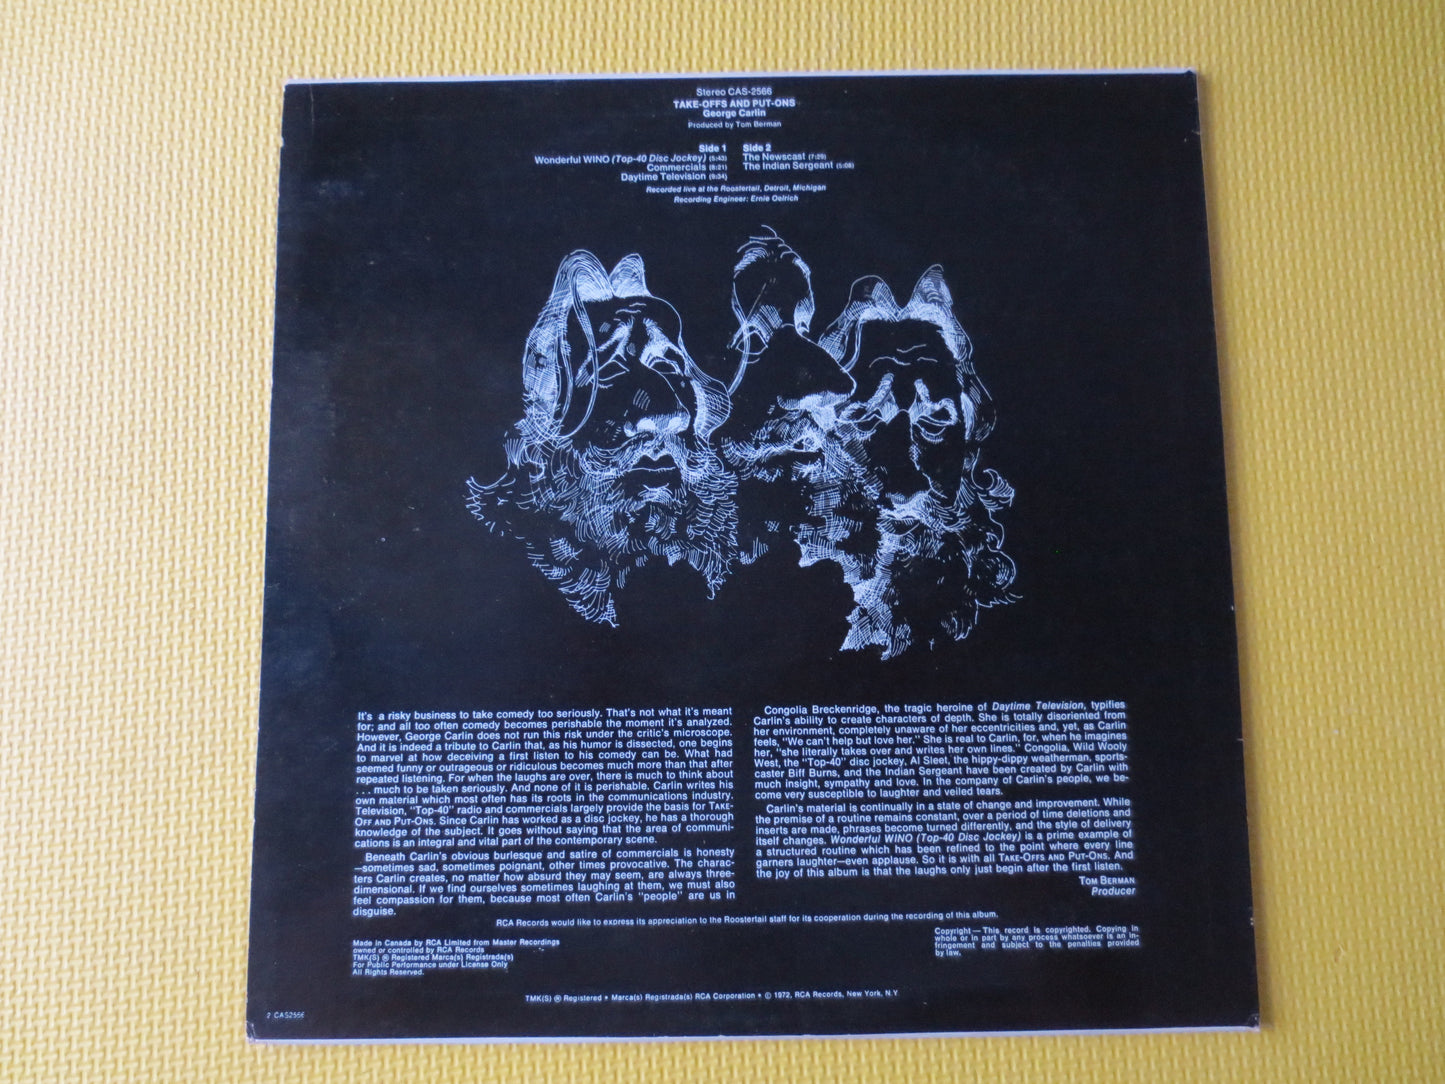 Stereo CAS-2566
TAKE-OFFS AND PUT-ONS
George Carlin
Produced by Tom Berman
Side 1
Wonderful WINO (Top-40 Disc Jockey) (5:43)
Commercials (8:21)
Daytime Television (9:34)
Side 2
The Newscast (7:39)
The Indian Sergeant (5:08)
Recorded live at the Roostertail, Detroit, Michigan
Recording Engineer: Ernie Oelrich
It's a risky business to take comedy too seriously. That's not what it's meant
for; and all too often comedy becomes perishable the moment it's analyzed.
However, George Carlin does not run this risk under the critic's microscope.
And it is indeed a tribute to Carlin that, as his humor is dissected, one begins
to marvel at how deceiving a first listen to his comedy can be. What had
seemed funny or outrageous or ridiculous becomes much more than that after
repeated listening. For when the laughs are over, there is much to think about
. . . much to be taken seriously. And none of it is perishable. Carlin writes his
own material which most often has its roots in the communications industry.
Television, "Top-40" radio and commercials largely provide the basis for TAKE-
OFF AND PUT-ONS. Since Carlin has worked as a disc jockey, he has a thorough
knowledge of the subject. It goes without saying that the area of communi-
cations is an integral and vital part of the contemporary scene.
Beneath Carlin's obvious burlesque and satire of commercials is honesty
—sometimes sad, sometimes poignant, other times provocative. The charac-
ters Carlin creates, no matter how absurd they may seem, are always three-
dimensional. If we find ourselves sometimes laughing at them, we must also
feel compassion for them, because most often Carlin's "people" are us in
disguise.
Congolia Breckenridge, the tragic heroine of Daytime Television, typifies
Carlin's ability to create characters of depth. She is totally disoriented from
her environment, completely unaware of her eccentricities and, yet, as Carlin
feels, "We can't help but love her." She is real to Carlin, for, when he imagines
her, "she literally takes over and writes her own lines." Congolia, Wild Wooly
West, the "Top-40" disc jockey, Al Sleet, the hippy-dippy weatherman, sports-
caster Biff Burns, and the Indian Sergeant have been created by Carlin with
much insight, sympathy and love. In the company of Carlin's people, we be-
come very susceptible to laughter and veiled tears.
Carlin's material is continually in a state of change and improvement. While
the premise of a routine remains constant, over a period of time deletions and
inserts are made, phrases become turned differently, and the style of delivery
itself changes. Wonderful WINO (Top-40 Disc Jockey) is a prime example of
a structured routine which has been refined to the point where every line
garners laughter—even applause. So it is with all TAKE-OFFS AND PUT-ONS. And
the joy of this album is that the laughs only just begin after the first listen.
TOM BERMAN
Producer
RCA Records would like to express its appreciation to the Roostertail staff for its cooperation during the recording of this album.
Made in Canada by RCA Limited from Master Recordings
owned or controlled by RCA Records
TMK(S) ® Registered Marca(s) Registrada(s)
For Public Performance under License Only
All Rights Reserved.
Copyright — This record is copyrighted. Copying in
whole or in part by any process whatsoever is an in-
fringement and subject to the penalties provided
by law.
TMK(S) ® Registered • Marca(s) Registrada(s) RCA Corporation • © 1972, RCA Records, New York, N.Y.
2 CAS2566